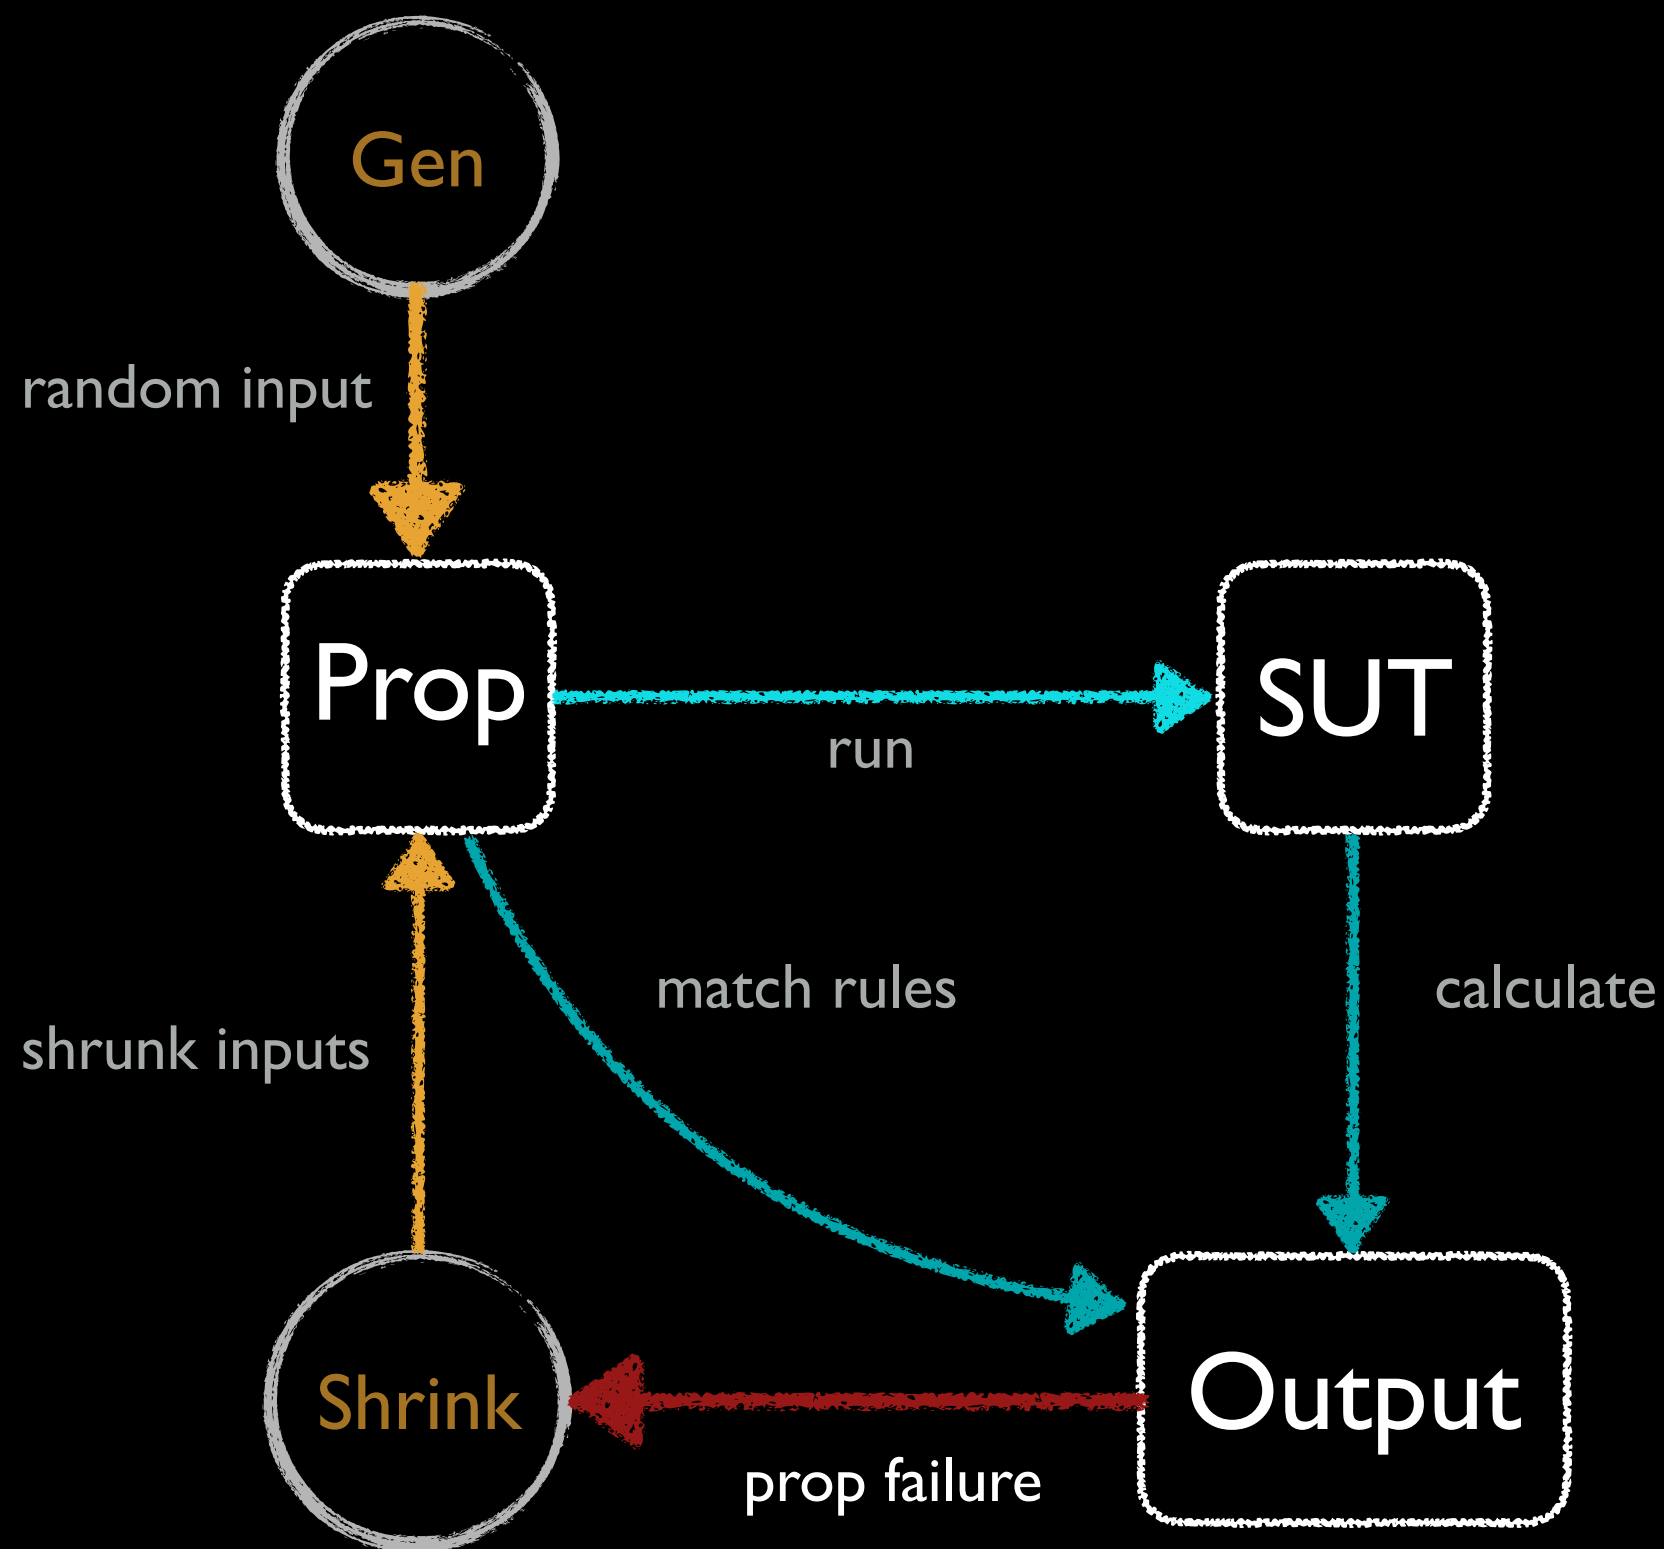 Gen
random input
Prop
SUT
run
match rules
calculate
shrunk inputs
Shrink
Output
prop failure